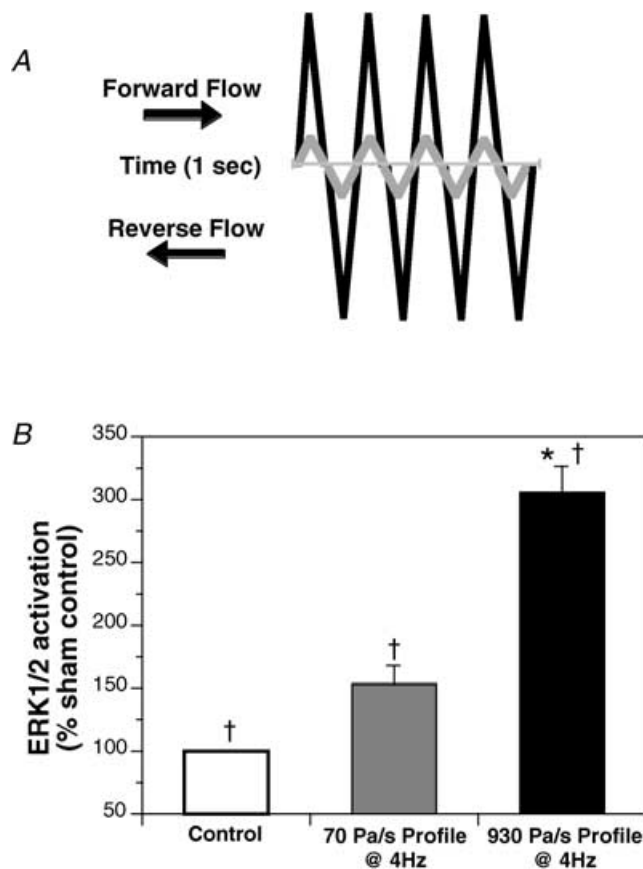 A
Forward Flow
Time (1 sec)
Reverse Flow
B
ERK1/2 activation
(% sham control)
350
300
250
200
150
100
50
†
†
* †
Control
70 Pa/s Profile
@ 4Hz
930 Pa/s Profile
@ 4Hz